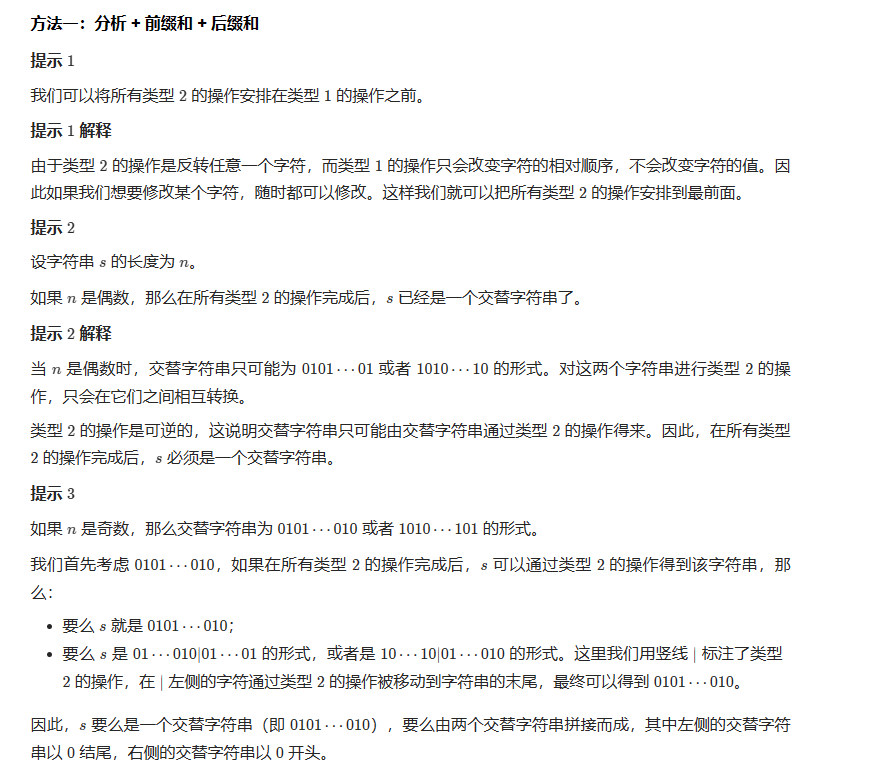 方法一：分析 + 前缀和 + 后缀和
提示 1
我们可以将所有类型 2 的操作安排在类型 1 的操作之前。
提示 1 解释
由于类型 2 的操作是反转任意一个字符，而类型 1 的操作只会改变字符的相对顺序，不会改变字符的值。因
此如果我们想要修改某个字符，随时都可以修改。这样我们就可以把所有类型 2 的操作安排到最前面。
提示 2
设字符串 s 的长度为 n。
如果 n 是偶数，那么在所有类型 2 的操作完成后，s 已经是一个交替字符串了。
提示 2 解释
当 n 是偶数时，交替字符串只可能为 0101⋯01 或者 1010⋯10 的形式。对这两个字符串进行类型 2 的操
作，只会在它们之间相互转换。
类型 2 的操作是可逆的，这说明交替字符串只可能由交替字符串通过类型 2 的操作得来。因此，在所有类型
2 的操作完成后，s 必须是一个交替字符串。
提示 3
如果 n 是奇数，那么交替字符串为 0101⋯010 或者 1010⋯101 的形式。
我们首先考虑 0101⋯010，如果在所有类型 2 的操作完成后，s 可以通过类型 2 的操作得到该字符串，那
么：
• 要么 s 就是 0101⋯010；
• 要么 s 是 01⋯010|01⋯01 的形式，或者是 10⋯10|01⋯010 的形式。这里我们用竖线 | 标注了类型
2 的操作，在 | 左侧的字符通过类型 2 的操作被移动到字符串的末尾，最终可以得到 0101⋯010。
因此，s 要么是一个交替字符串（即 0101⋯010），要么由两个交替字符串拼接而成，其中左侧的交替字符
串以 0 结尾，右侧的交替字符串以 0 开头。